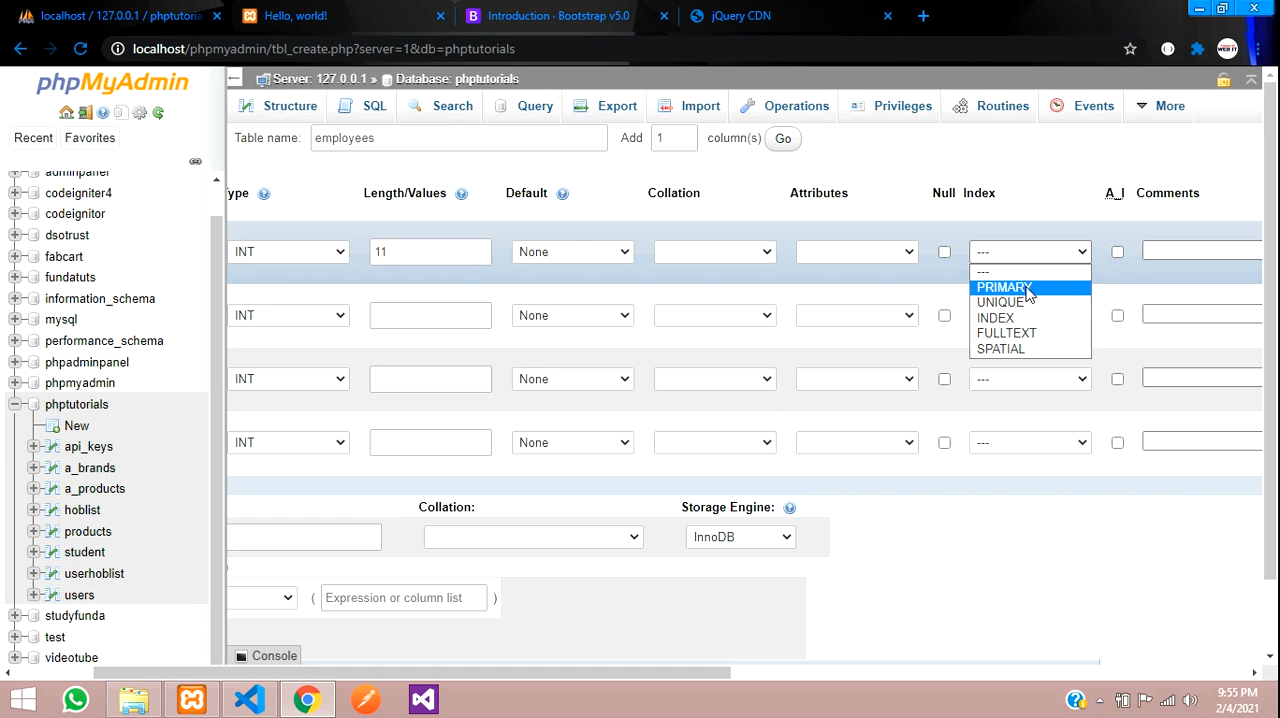 localhost / 127.0.0.1 / phptutoria
Hello, world!
Introduction · Bootstrap v5.0
jQuery CDN
localhost/phpmyadmin/tbl_create.php?server=1&db=phptutorials
phpMyAdmin
Recent
Favorites
adminpanel
codeigniter4
codeignitor
dsotrust
fabcart
fundatuts
information_schema
mysql
performance_schema
phpadminpanel
phpmyadmin
phptutorials
New
api_keys
a_brands
a_products
hoblist
products
student
userhoblist
users
studyfunda
test
videotube
Server: 127.0.0.1 » Database: phptutorials
Structure SQL Search Query Export Import Operations Privileges Routines Events More
Table name: employees Add 1 column(s) Go
ype Length/Values Default Collation Attributes Null Index A_I Comments
INT 11 None ---
---
PRIMARY
UNIQUE
INDEX
FULLTEXT
SPATIAL
INT None
INT None ---
INT None ---
Collation: Storage Engine:
InnoDB
( Expression or column list )
Console
9:55 PM
2/4/2021